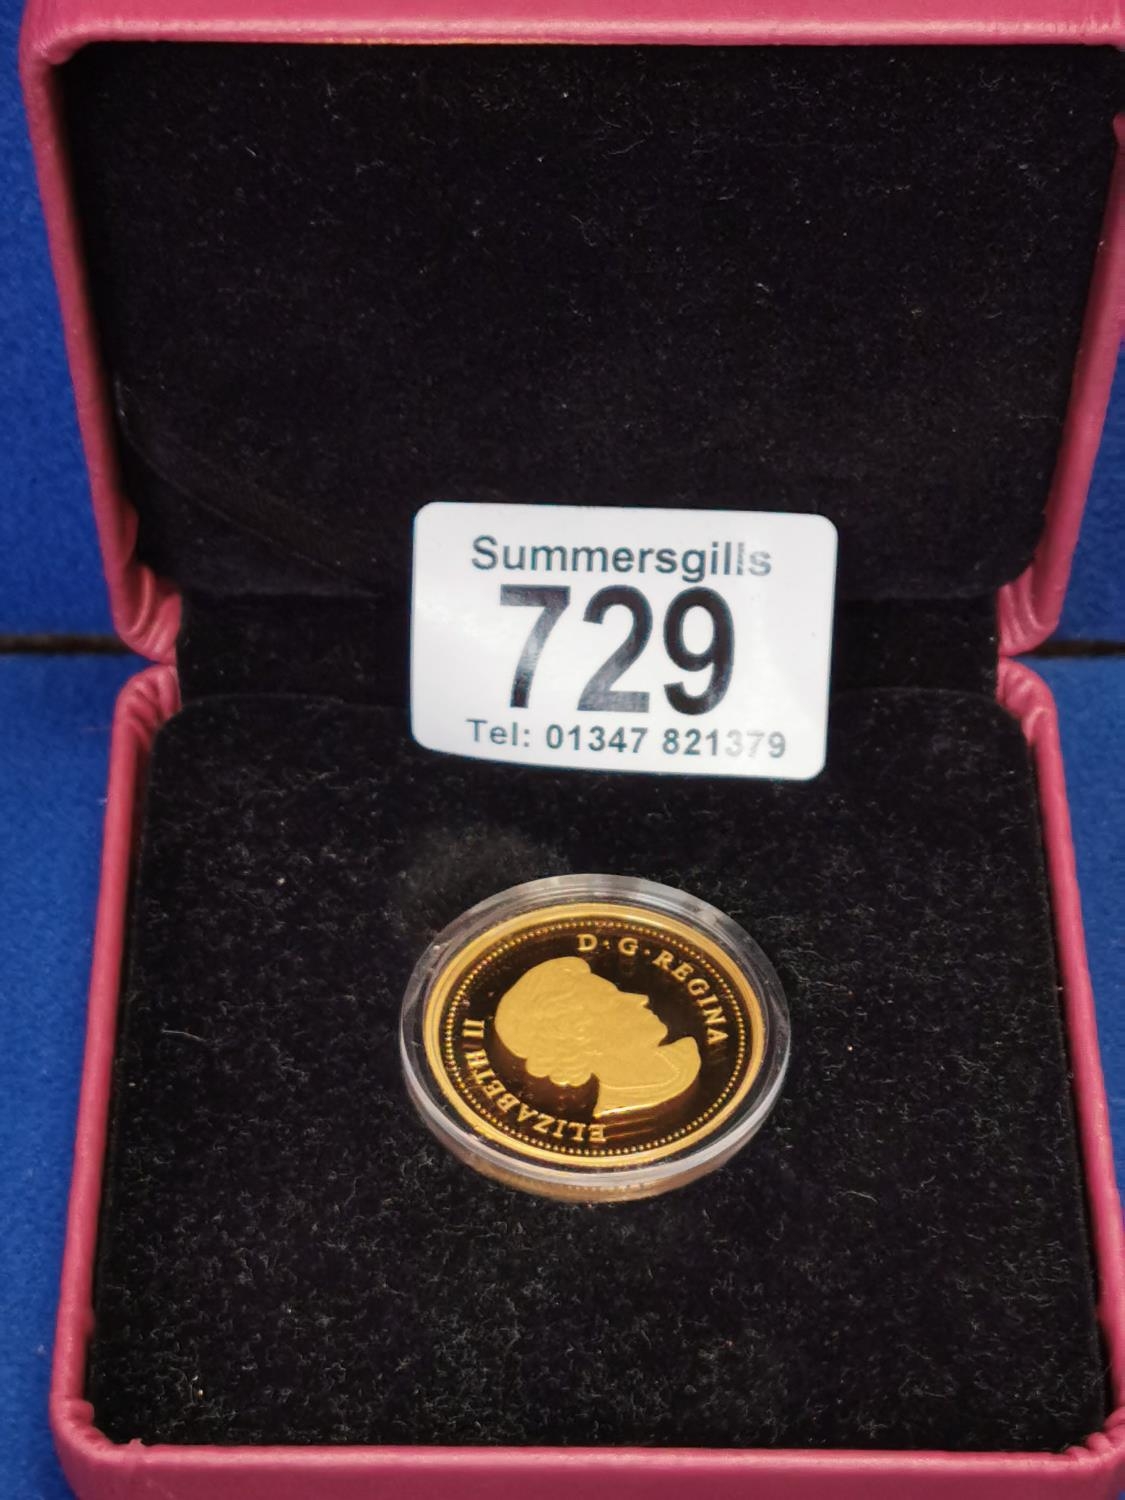 Summersgills
729
Tel: 01347 821379
ELIZABETH II D·G·REGINA